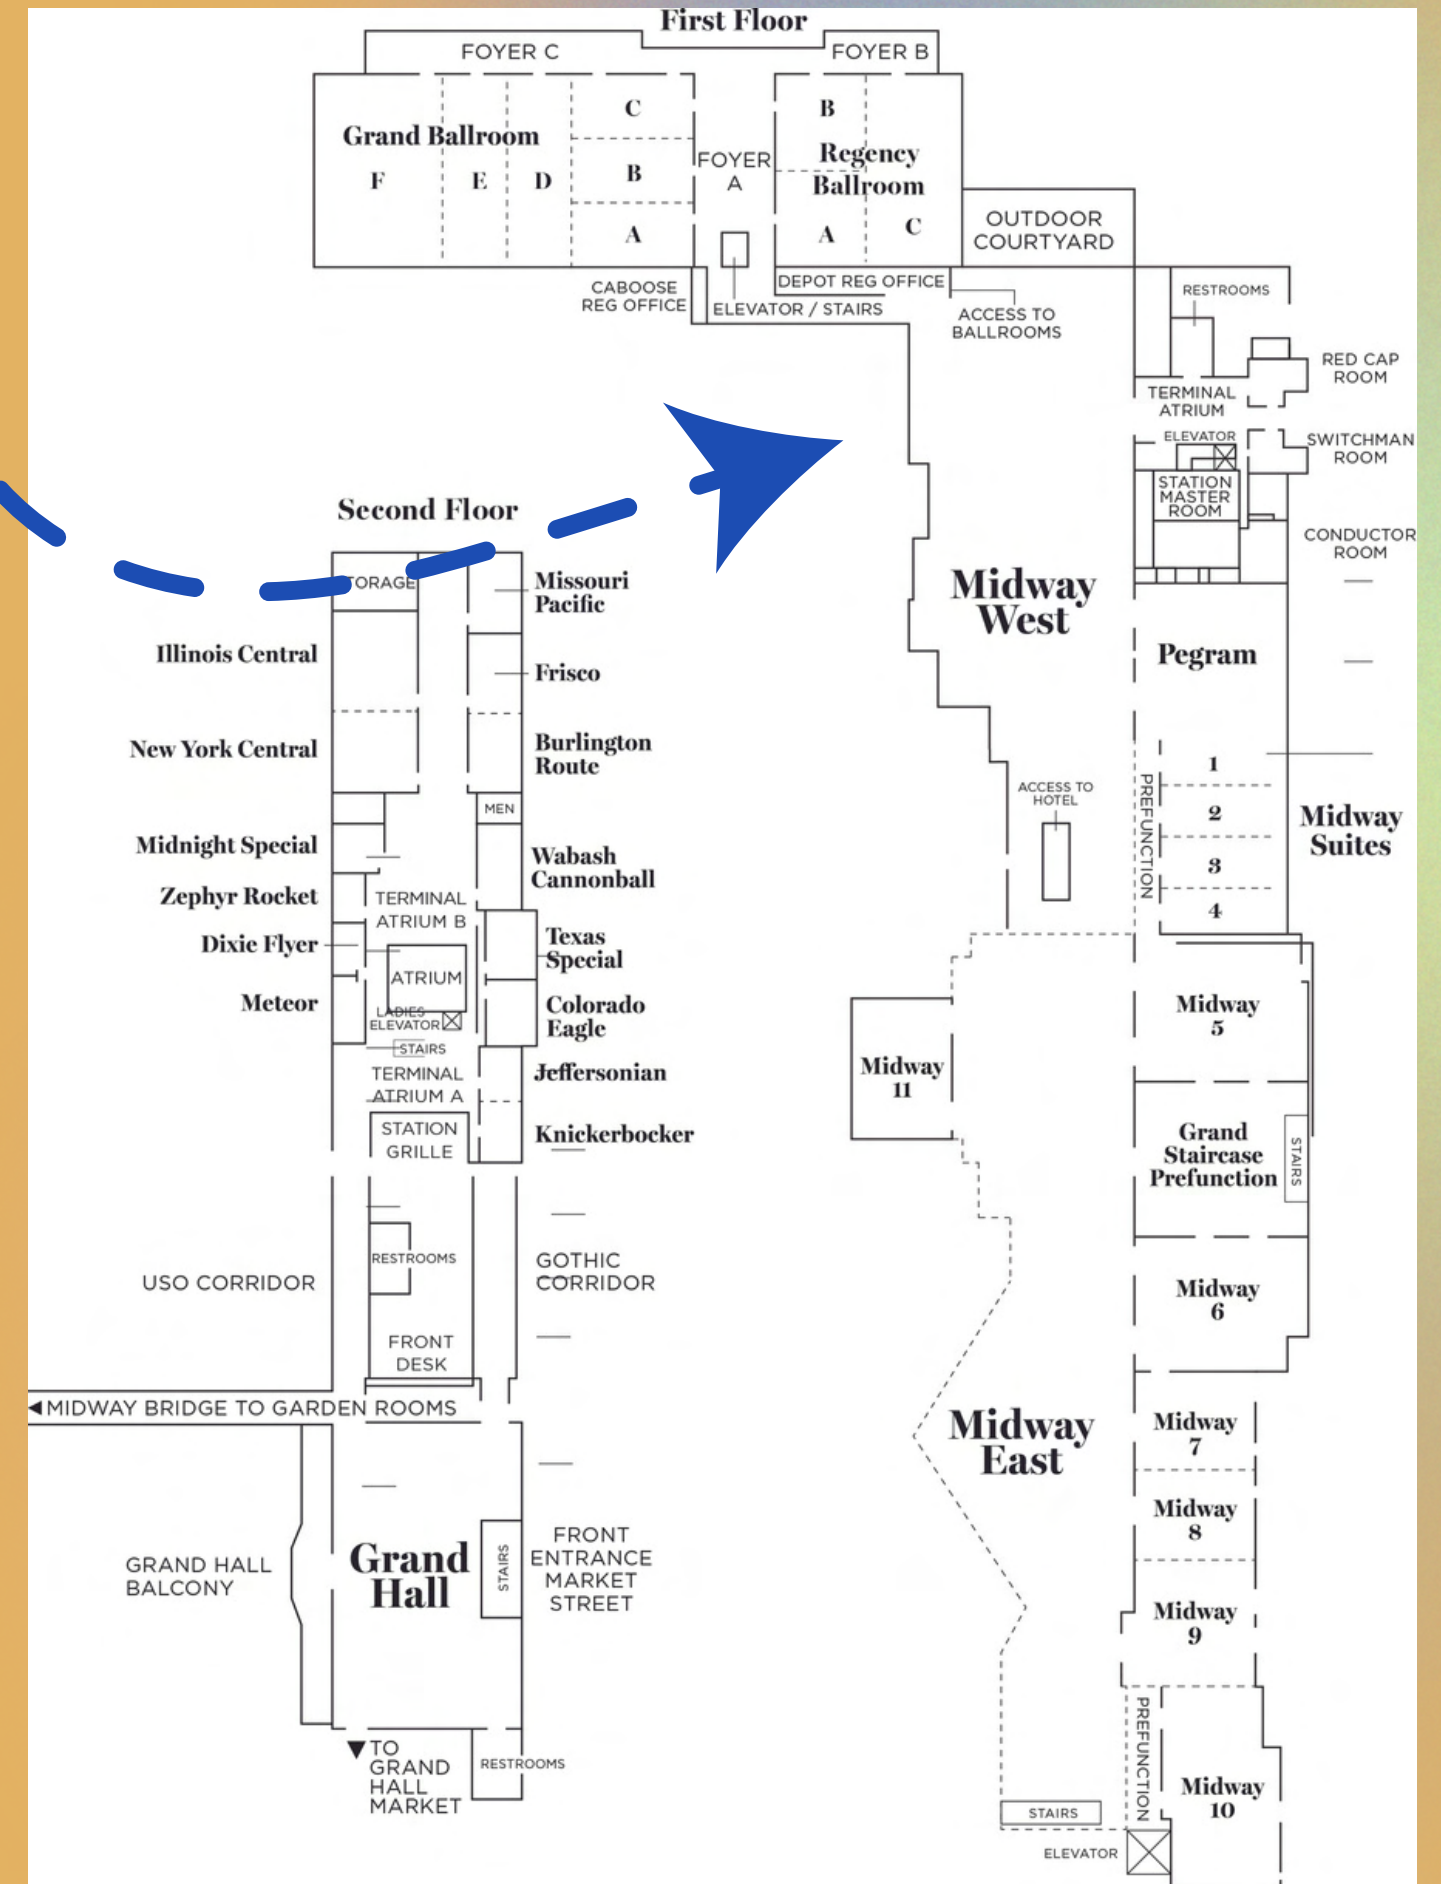 First Floor
FOYER C
FOYER B
Grand Ballroom
F
E
D
C
B
A
FOYER
A
B
Regency
Ballroom
A
C
OUTDOOR
COURTYARD
CABOOSE
REG OFFICE
ELEVATOR / STAIRS
DEPOT REG OFFICE
ACCESS TO
BALLROOMS
RESTROOMS
RED CAP
ROOM
TERMINAL
ATRIUM
ELEVATOR
SWITCHMAN
ROOM
STATION
MASTER
ROOM
CONDUCTOR
ROOM
Midway
West
Pegram
1
2
3
4
PREFUNCTION
Midway
Suites
ACCESS TO
HOTEL
Midway
5
Midway
11
Grand
Staircase
Prefunction
STAIRS
Midway
6
Midway
East
Midway
7
Midway
8
Midway
9
PREFUNCTION
Midway
10
STAIRS
ELEVATOR
Second Floor
TORAGE
Missouri
Pacific
Illinois Central
Frisco
New York Central
Burlington
Route
MEN
Midnight Special
Wabash
Cannonball
Zephyr Rocket
TERMINAL
ATRIUM B
Dixie Flyer
Texas
Special
ATRIUM
Meteor
LADIES
ELEVATOR
Colorado
Eagle
STAIRS
TERMINAL
ATRIUM A
Jeffersonian
STATION
GRILLE
Knickerbocker
RESTROOMS
USO CORRIDOR
GOTHIC
CORRIDOR
FRONT
DESK
MIDWAY BRIDGE TO GARDEN ROOMS
GRAND HALL
BALCONY
Grand
Hall
STAIRS
FRONT
ENTRANCE
MARKET
STREET
TO
GRAND
HALL
MARKET
RESTROOMS